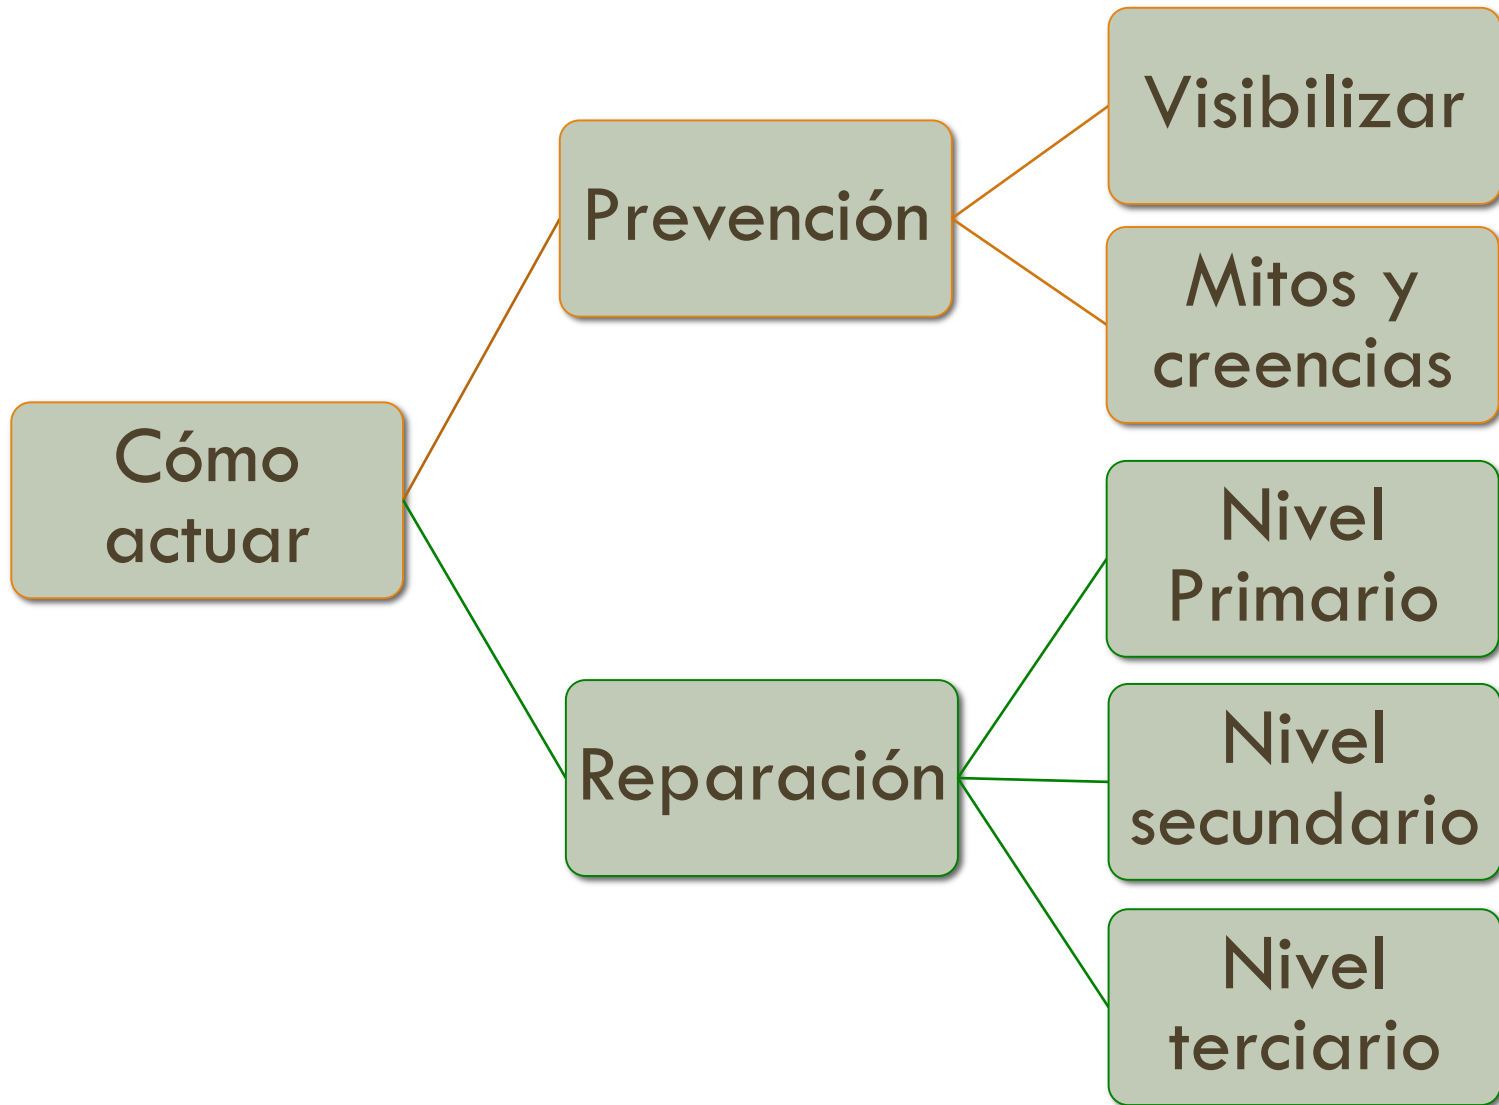 Cómo
actuar
Prevención
Visibilizar
Mitos y
creencias
Reparación
Nivel
Primario
Nivel
secundario
Nivel
terciario